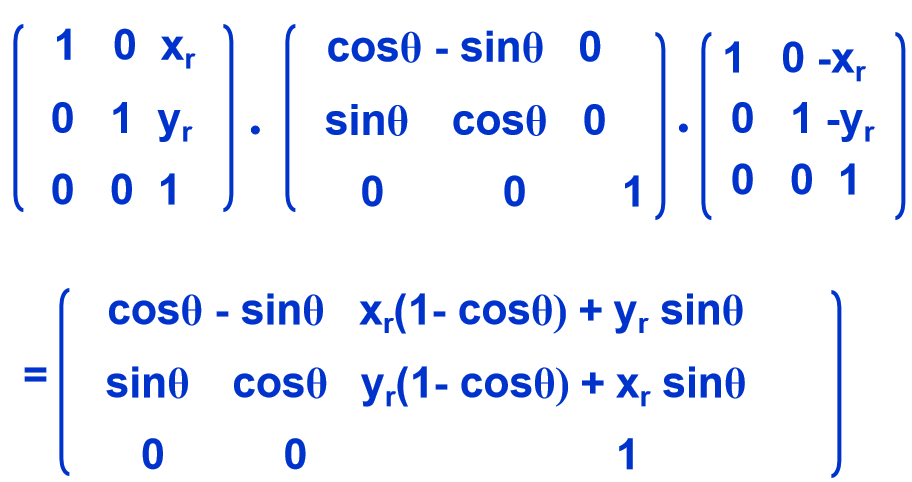 1 0 xr cosθ - sinθ 0 1 0 -xr
0 1 yr . sinθ cosθ 0 . 0 1 -yr
0 0 1 0 0 1 0 0 1
cosθ - sinθ xr(1- cosθ) + yr sinθ
= sinθ cosθ yr(1- cosθ) + xr sinθ
0 0 1